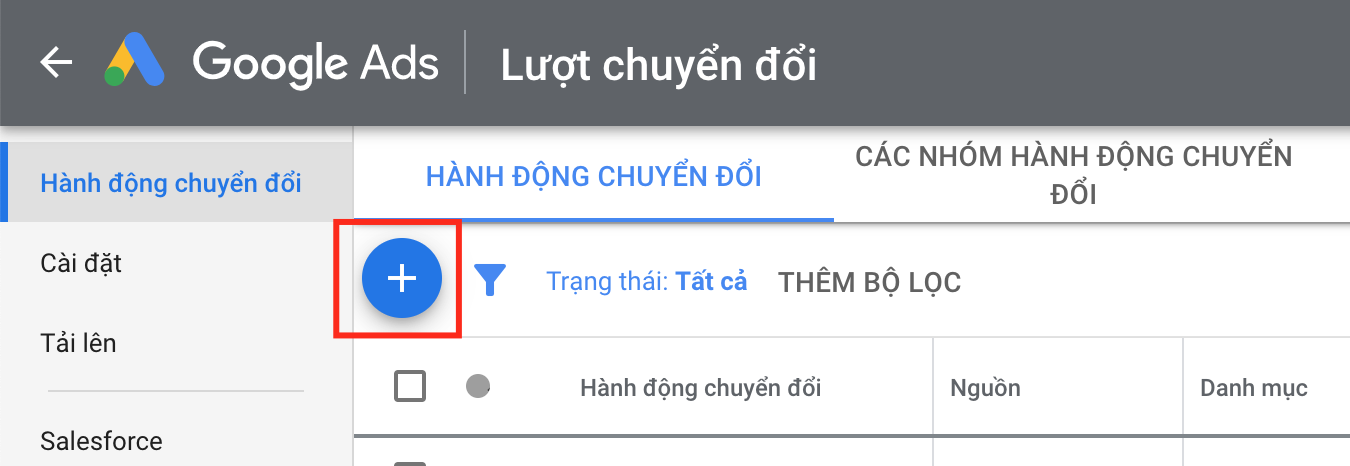 Google Ads Lượt chuyển đổi
Hành động chuyển đổi
Cài đặt
Tải lên
Salesforce
HÀNH ĐỘNG CHUYỂN ĐỔI
CÁC NHÓM HÀNH ĐỘNG CHUYỂN
ĐỔI
Trạng thái: Tất cả THÊM BỘ LỌC
Hành động chuyển đổi Nguồn Danh mục